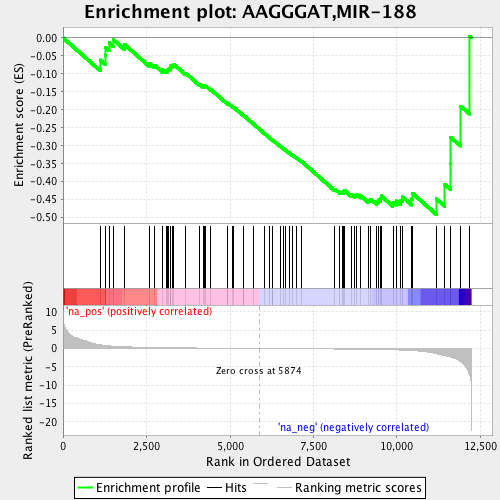 Enrichment plot: AAGGGAT,MIR-188
Enrichment score (ES)
0.00
-0.05
-0.10
-0.15
-0.20
-0.25
-0.30
-0.35
-0.40
-0.45
-0.50
'na_pos' (positively correlated)
Ranked list metric (PreRanked)
10
5
0
-5
-10
-15
-20
Zero cross at 5874
'na_neg' (negatively correlated)
0
2,500
5,000
7,500
10,000
12,500
Rank in Ordered Dataset
Enrichment profile
Hits
Ranking metric scores